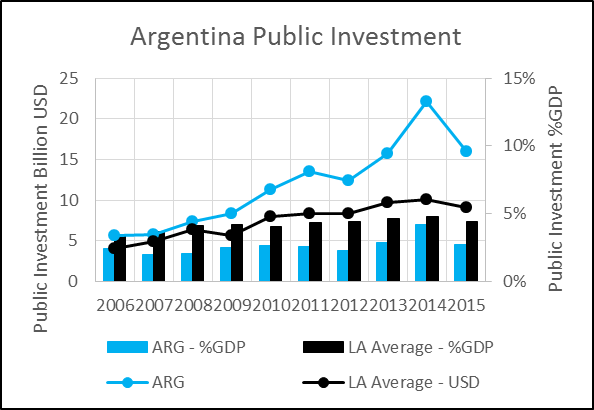 Argentina Public Investment
Public Investment Billion USD
25
20
15
10
5
0
15%
10%
5%
0%
Public Investment %GDP
2006 2007 2008 2009 2010 2011 2012 2013 2014 2015
ARG - %GDP
LA Average - %GDP
ARG
LA Average - USD